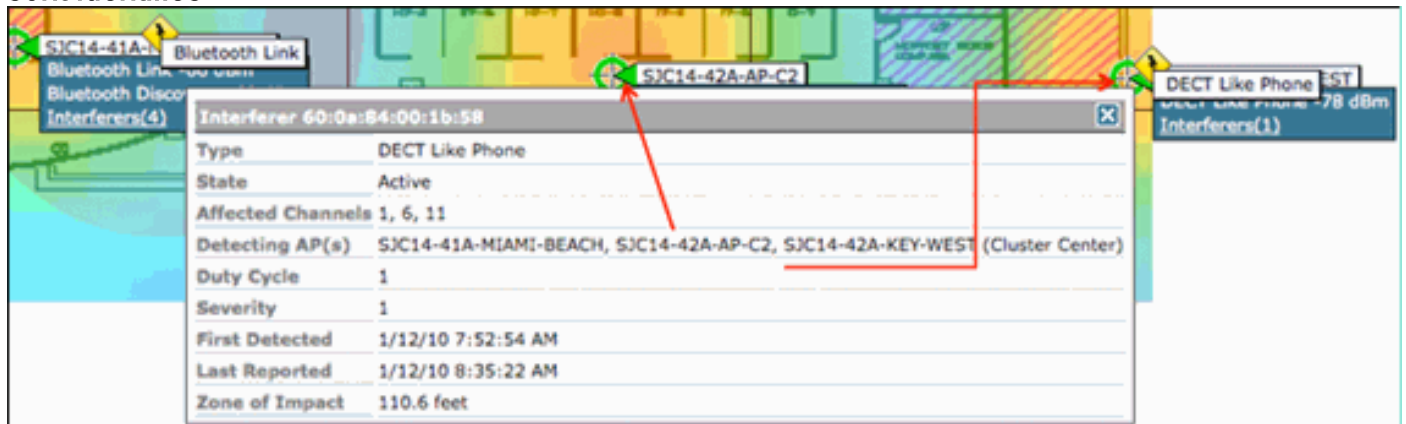 SJC14-41A-
Bluetooth Link
Bluetooth Link dBm
Bluetooth Disco
Interferers(4)
SJC14-42A-AP-C2
DECT Like Phone
EST
DECT Like Phone -78 dBm
Interferers(1)
Interferer 60:0a:84:00:1b:58
Type DECT Like Phone
State Active
Affected Channels 1, 6, 11
Detecting AP(s) SJC14-41A-MIAMI-BEACH, SJC14-42A-AP-C2, SJC14-42A-KEY-WEST (Cluster Center)
Duty Cycle 1
Severity 1
First Detected 1/12/10 7:52:54 AM
Last Reported 1/12/10 8:35:22 AM
Zone of Impact 110.6 feet